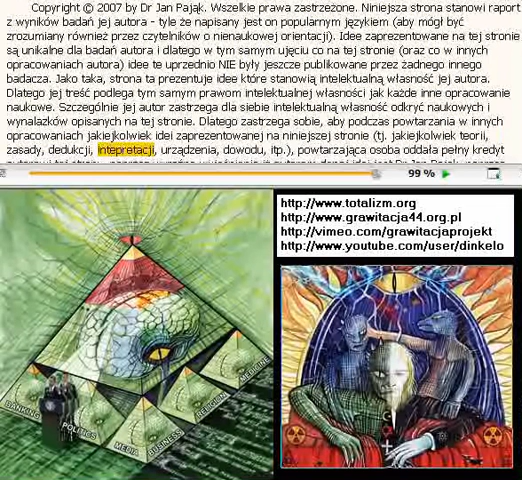 Copyright © 2007 by Dr Jan Pająk. Wszelkie prawa zastrzeżone. Niniejsza strona stanowi raport
z wyników badań jej autora - tyle że napisany jest on popularnym językiem (aby mógł być
zrozumiany również przez czytelników o nienaukowej orientacji). Idee zaprezentowane na tej stronie
są unikalne dla badań autora i dlatego w tym samym ujęciu co na tej stronie (oraz co w innych
opracowaniach autora) idee te uprzednio NIE były jeszcze publikowane przez żadnego innego
badacza. Jako taka, strona ta prezentuje idee które stanowią intelektualną własność jej autora.
Dlatego jej treść podlega tym samym prawom intelektualnej własności jak każde inne opracowanie
naukowe. Szczególnie jej autor zastrzega dla siebie intelektualną własność odkryć naukowych i
wynalazków opisanych na tej stronie. Dlatego zastrzega sobie, aby podczas powtarzania w innych
opracowaniach jakiejkolwiek idei zaprezentowanej na niniejszej stronie (tj. jakiejkolwiek teorii,
zasady, dedukcji, intepretacji, urządzenia, dowodu, itp.), powtarzająca osoba oddała pełny kredyt
99 %
http://www.totalizm.org
http://www.grawitacja44.org.pl
http://vimeo.com/grawitacjaprojekt
http://www.youtube.com/user/dinkelo
BANKING
POLITICS
MEDIA
BUSINESS
RELIGION
MEDICINE